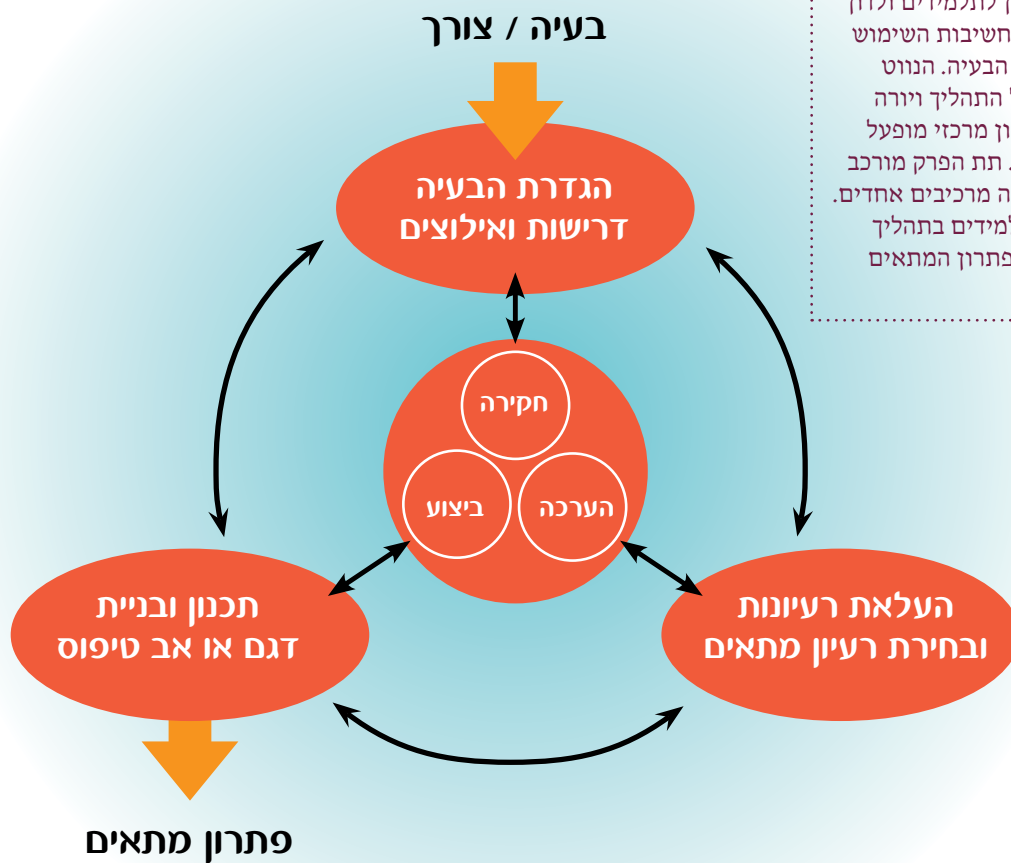 בעיה / צורך
לתלמידים ולדון
חשיבות השימוש
הבעיה. הנווט
התהליך ויורה
מרכזי מופעל
תת הפרק מורכב
מרכיבים אחדים.
בתהליך
פתרון המתאים
הגדרת הבעיה
דרישות ואילוצים
חקירה
הערכה
ביצוע
העלאת רעיונות
ובחירת רעיון מתאים
תכנון ובניית
דגם או אב טיפוס
פתרון מתאים